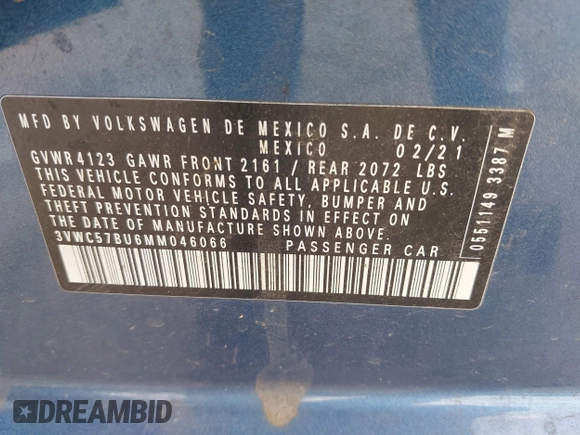 MFD BY VOLKSWAGEN DE MEXICO S.A. DE C.V.
MEXICO 02/21
GVWR 4123 GAWR FRONT 2161 / REAR 2072 LBS
THIS VEHICLE CONFORMS TO ALL APPLICABLE U.S.
FEDERAL MOTOR VEHICLE SAFETY, BUMPER AND
THEFT PREVENTION STANDARDS IN EFFECT ON
THE DATE OF MANUFACTURE SHOWN ABOVE.
3VWC57BU6MM046066 PASSENGER CAR
0551149 3387 M
DREAMBID